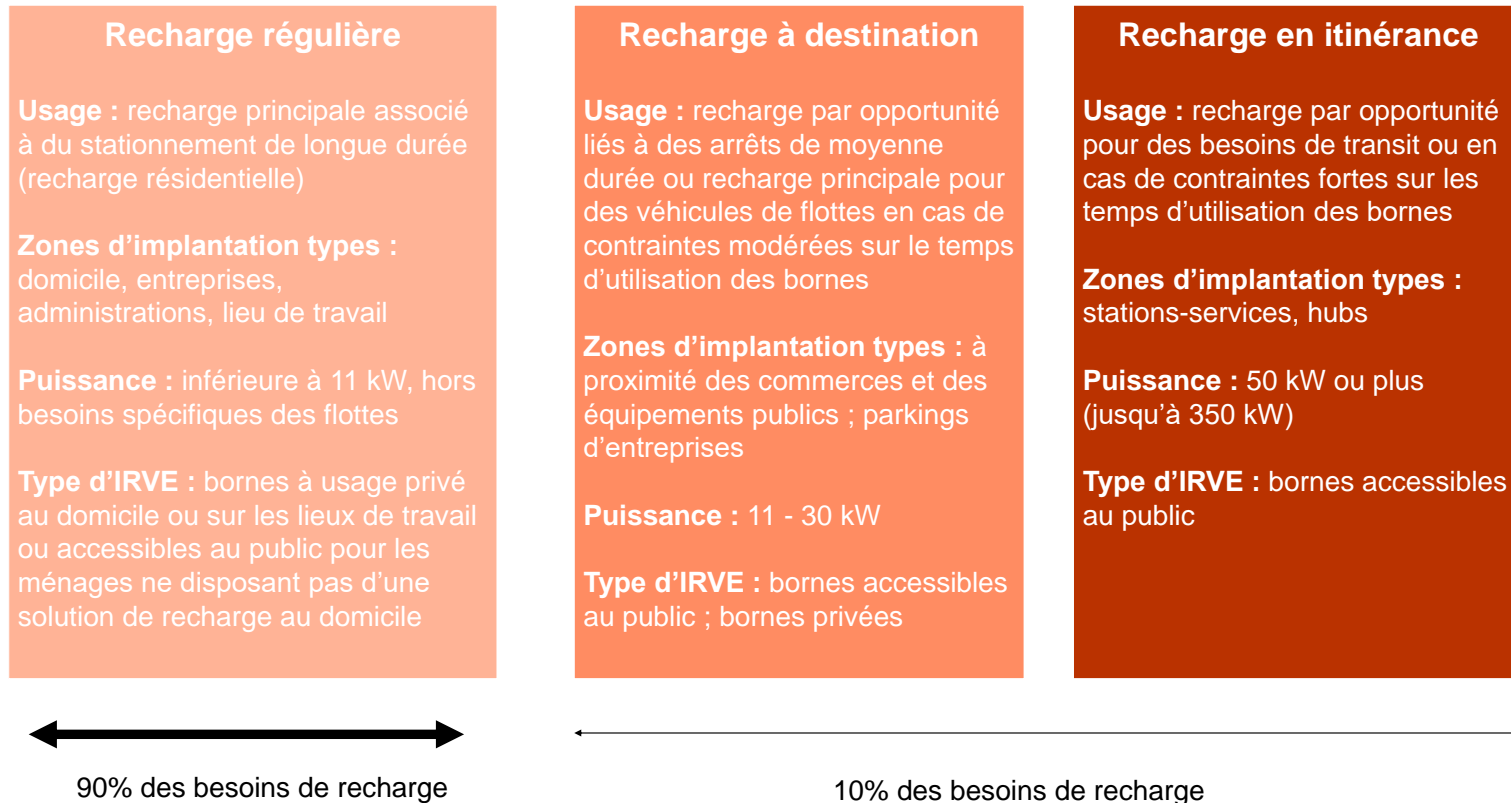 Recharge régulière
Usage : recharge principale associé
à du stationnement de longue durée
(recharge résidentielle)
Zones d’implantation types :
domicile, entreprises,
administrations, lieu de travail
Puissance : inférieure à 11 kW, hors
besoins spécifiques des flottes
Type d’IRVE : bornes à usage privé
au domicile ou sur les lieux de travail
ou accessibles au public pour les
ménages ne disposant pas d’une
solution de recharge au domicile
Recharge à destination
Usage : recharge par opportunité
liés à des arrêts de moyenne
durée ou recharge principale pour
des véhicules de flottes en cas de
contraintes modérées sur le temps
d’utilisation des bornes
Zones d’implantation types : à
proximité des commerces et des
équipements publics ; parkings
d’entreprises
Puissance : 11 - 30 kW
Type d’IRVE : bornes accessibles
au public ; bornes privées
Recharge en itinérance
Usage : recharge par opportunité
pour des besoins de transit ou en
cas de contraintes fortes sur les
temps d’utilisation des bornes
Zones d’implantation types :
stations-services, hubs
Puissance : 50 kW ou plus
(jusqu’à 350 kW)
Type d’IRVE : bornes accessibles
au public
90% des besoins de recharge
10% des besoins de recharge